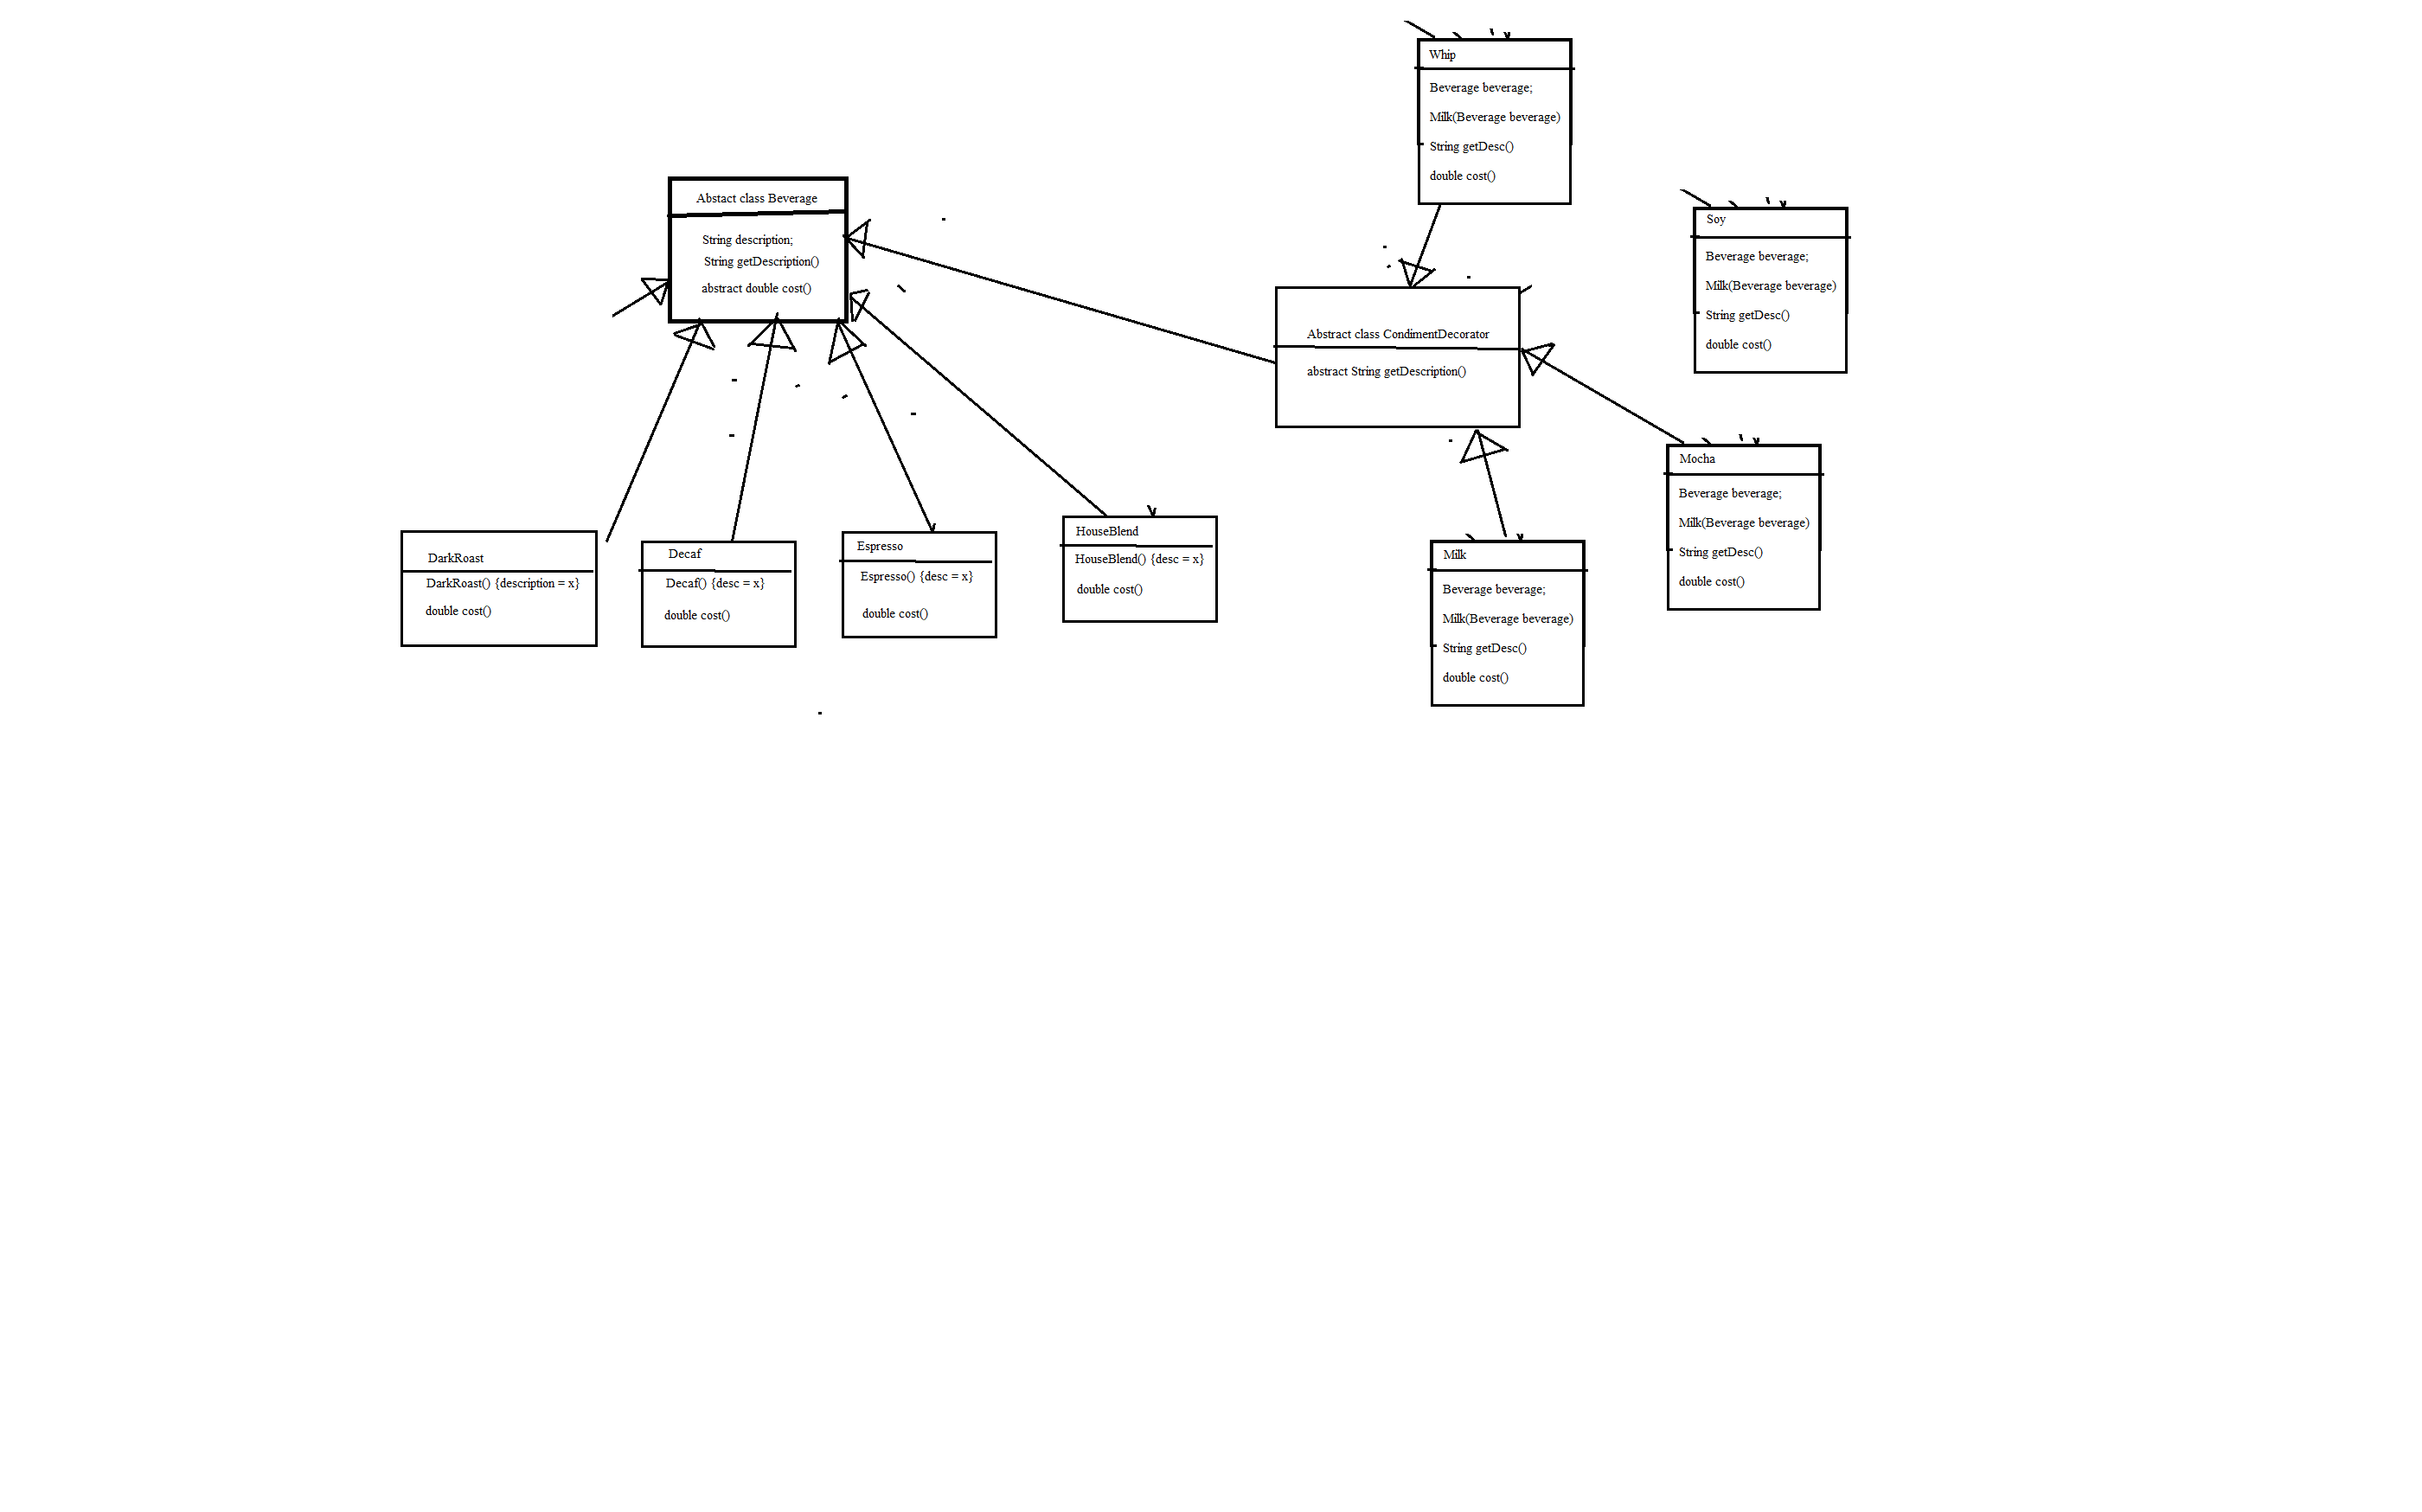 Whip
Beverage beverage;
Milk(Beverage beverage)
String getDesc()
double cost()
Abstact class Beverage
String description;
String getDescription()
abstract double cost()
Soy
Beverage beverage;
Milk(Beverage beverage)
String getDesc()
double cost()
Abstract class CondimentDecorator
abstract String getDescription()
Mocha
Beverage beverage;
Milk(Beverage beverage)
String getDesc()
double cost()
DarkRoast
DarkRoast() {description = x}
double cost()
Decaf
Decaf() {desc = x}
double cost()
Espresso
Espresso() {desc = x}
double cost()
HouseBlend
HouseBlend() {desc = x}
double cost()
Milk
Beverage beverage;
Milk(Beverage beverage)
String getDesc()
double cost()